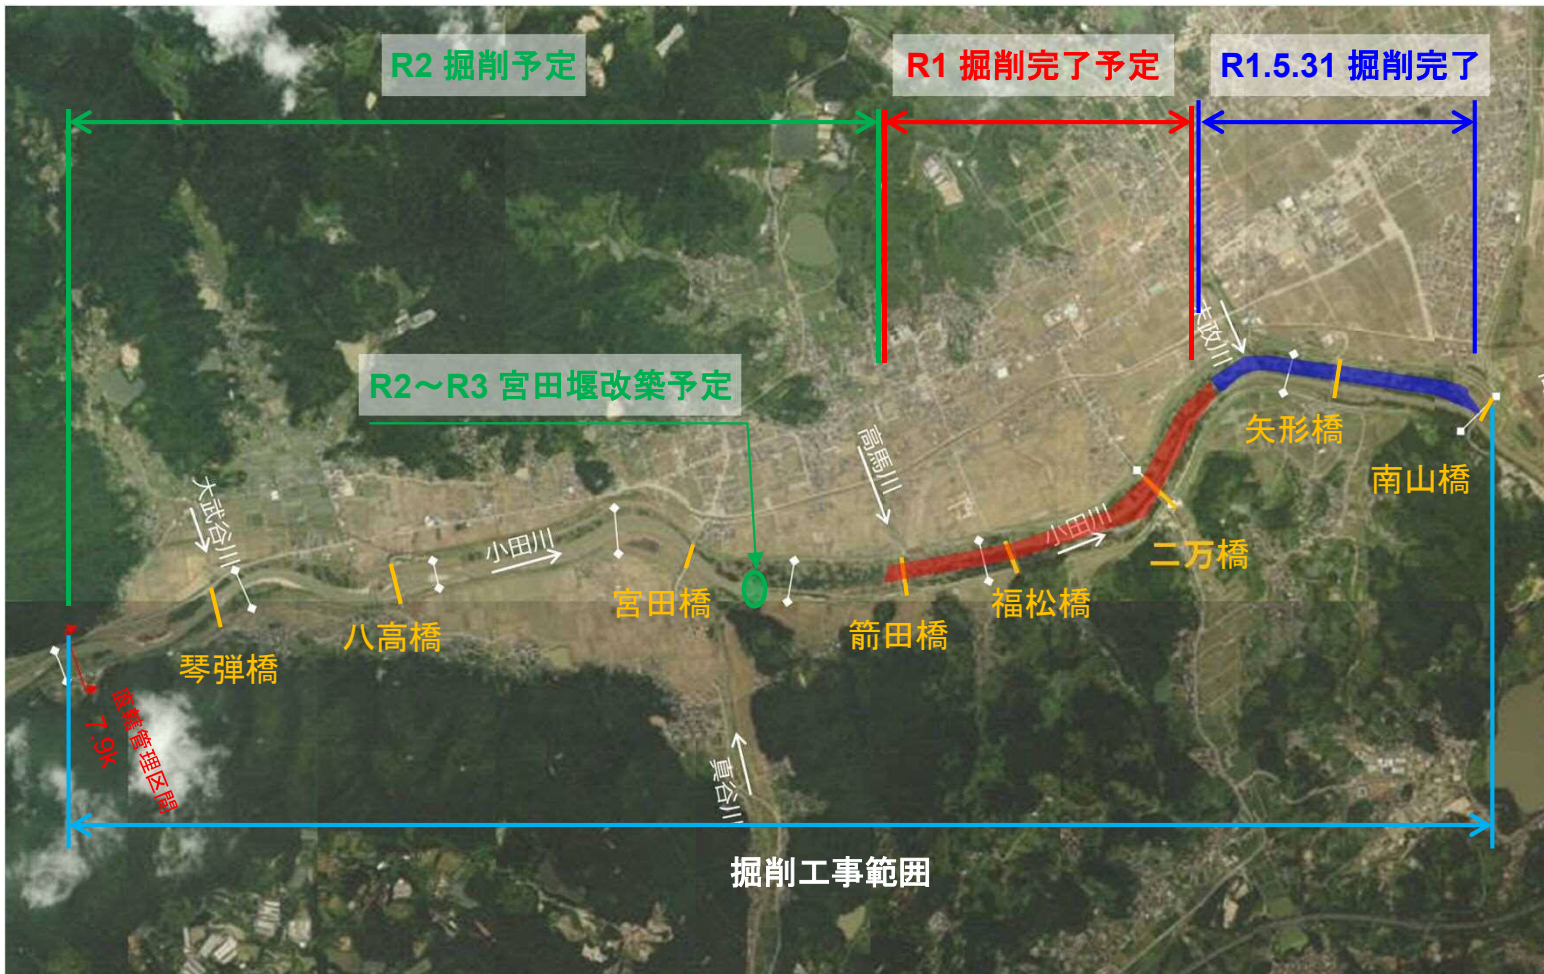 R2 掘削予定
R1 掘削完了予定
R1.5.31 掘削完了
R2～R3 宮田堰改築予定
末政川
矢形橋
南山橋
高馬川
大武谷川
小田川
小田川
二万橋
宮田橋
福松橋
箭田橋
八高橋
琴弾橋
直轄管理区間
7.9k
真谷川
掘削工事範囲